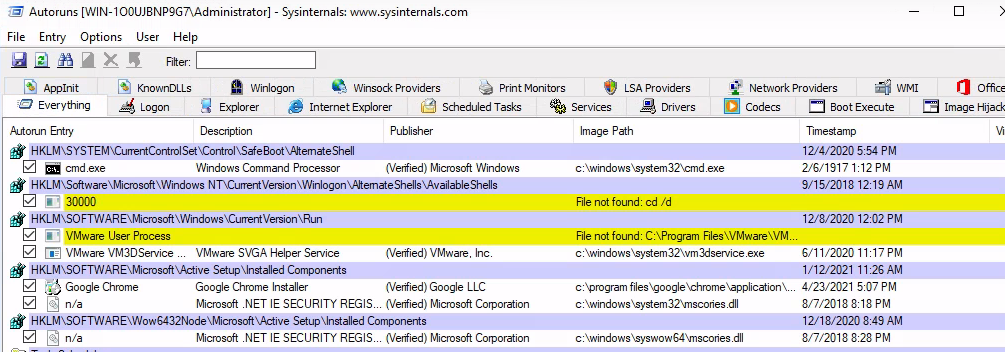 Autoruns [WIN-1O0UJBNP9G7\Administrator] - Sysinternals: www.sysinternals.com
File Entry Options User Help
Filter:
AppInit KnownDLLs Winlogon Winsock Providers Print Monitors LSA Providers Network Providers WMI Office
Everything Logon Explorer Internet Explorer Scheduled Tasks Services Drivers Codecs Boot Execute Image Hijack
Autorun Entry Description Publisher Image Path Timestamp Vi
HKLM\SYSTEM\CurrentControlSet\Control\SafeBoot\AlternateShell 12/4/2020 5:54 PM
cmd.exe Windows Command Processor (Verified) Microsoft Windows c:\windows\system32\cmd.exe 2/6/1917 1:12 PM
HKLM\Software\Microsoft\Windows NT\CurrentVersion\Winlogon\AlternateShells\AvailableShells 9/15/2018 12:19 AM
30000 File not found: cd /d
HKLM\SOFTWARE\Microsoft\Windows\CurrentVersion\Run 12/8/2020 12:02 PM
VMware User Process File not found: C:\Program Files\VMware\VM...
VMware VM3DService ... VMware SVGA Helper Service (Verified) VMware, Inc. c:\windows\system32\vm3dservice.exe 6/11/2020 11:17 PM
HKLM\SOFTWARE\Microsoft\Active Setup\Installed Components 1/12/2021 11:26 AM
Google Chrome Google Chrome Installer (Verified) Google LLC c:\program files\google\chrome\application\... 4/23/2021 5:07 PM
n/a Microsoft .NET IE SECURITY REGIS... (Verified) Microsoft Corporation c:\windows\system32\mscories.dll 8/7/2018 8:18 PM
HKLM\SOFTWARE\Wow6432Node\Microsoft\Active Setup\Installed Components 12/18/2020 8:49 AM
n/a Microsoft .NET IE SECURITY REGIS... (Verified) Microsoft Corporation c:\windows\syswow64\mscories.dll 8/7/2018 8:28 PM